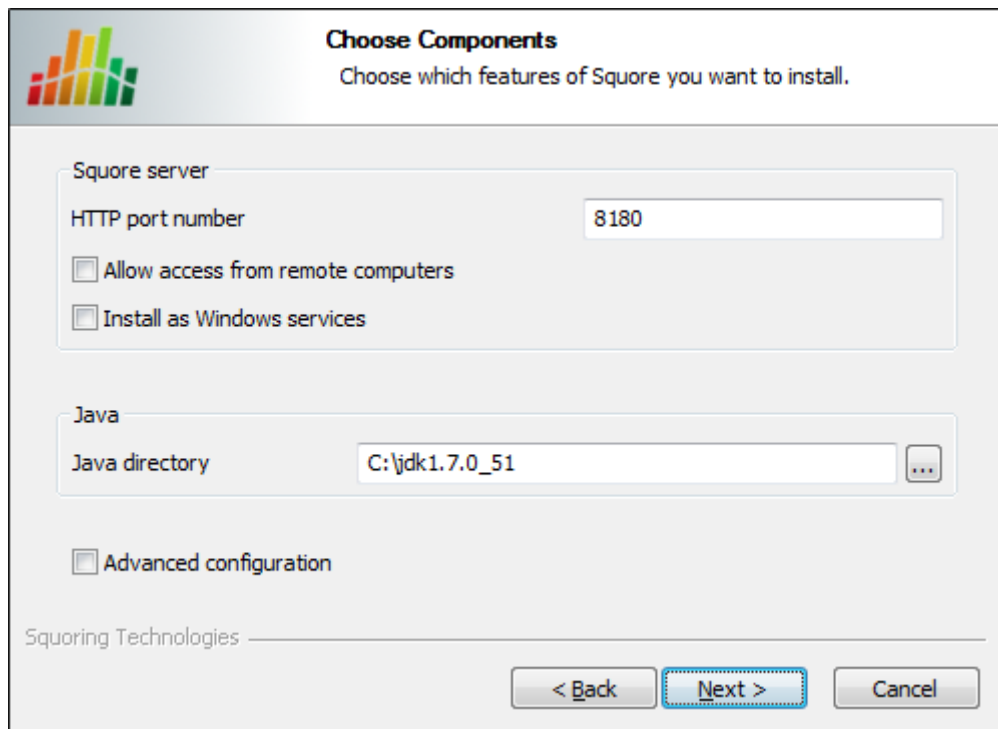 Choose Components
Choose which features of Squore you want to install.
Squore server
HTTP port number 8180
Allow access from remote computers
Install as Windows services
Java
Java directory C:\jdk1.7.0_51 ...
Advanced configuration
Squoring Technologies
< Back Next > Cancel